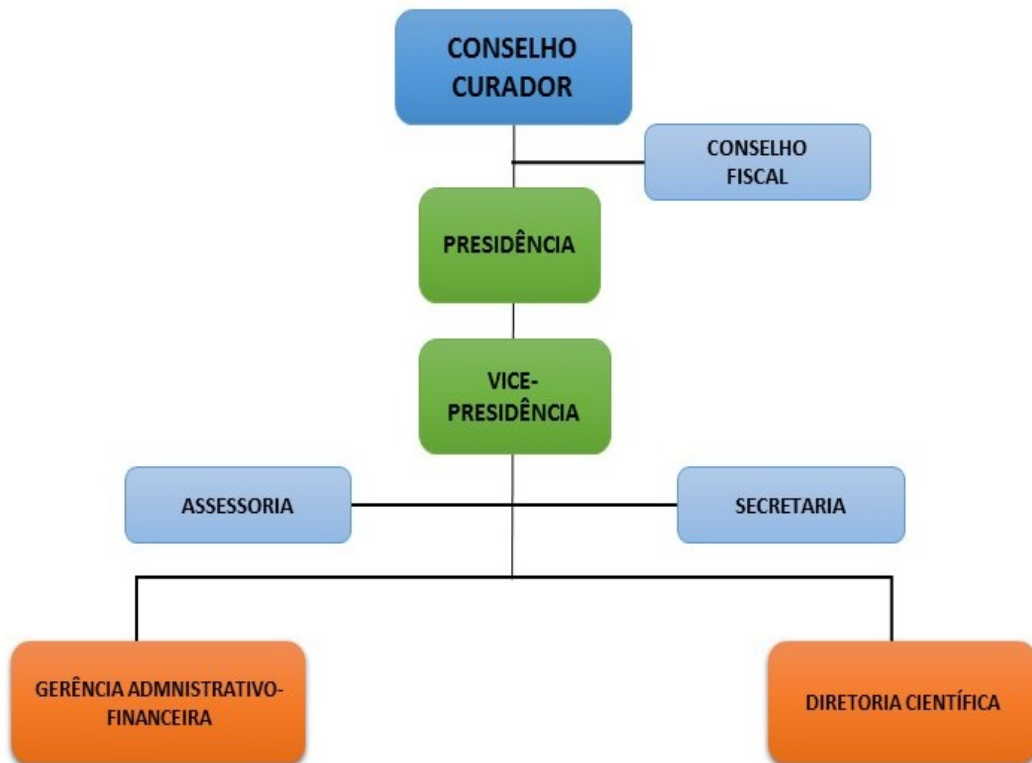 CONSELHO
CURADOR
CONSELHO
FISCAL
PRESIDÊNCIA
VICE-
PRESIDÊNCIA
ASSESSORIA
SECRETARIA
GERÊNCIA ADMNISTRATIVO-
FINANCEIRA
DIRETORIA CIENTÍFICA